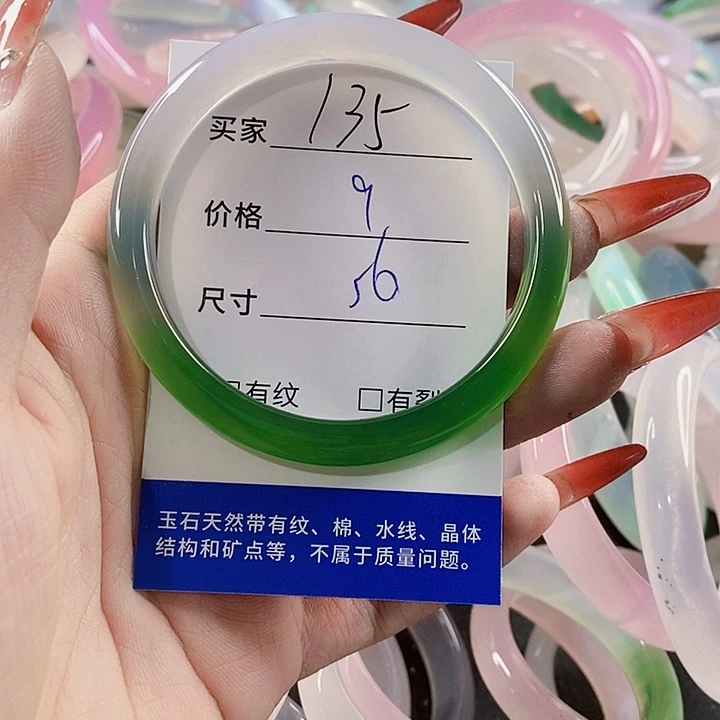 买家 135
价格 9
尺寸 56
有纹 □有裂
玉石天然带有纹、棉、水线、晶体
结构和矿点等，不属于质量问题。